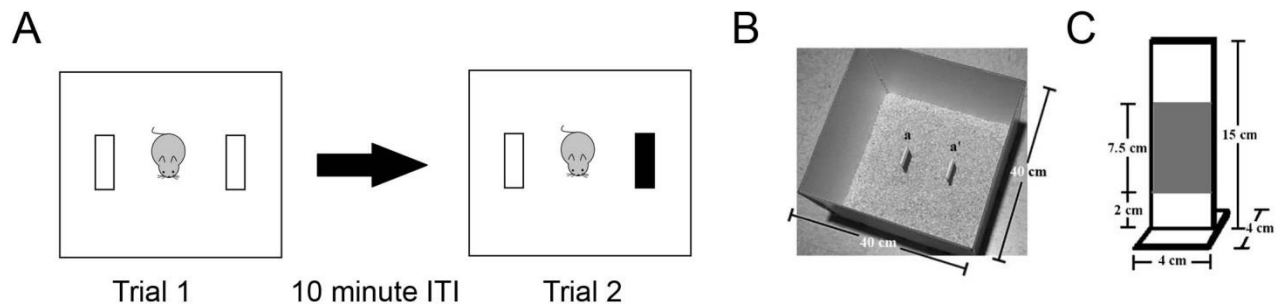 A
Trial 1
10 minute ITI
Trial 2
B
a
a'
40 cm
40 cm
C
7.5 cm
2 cm
15 cm
4 cm
4 cm